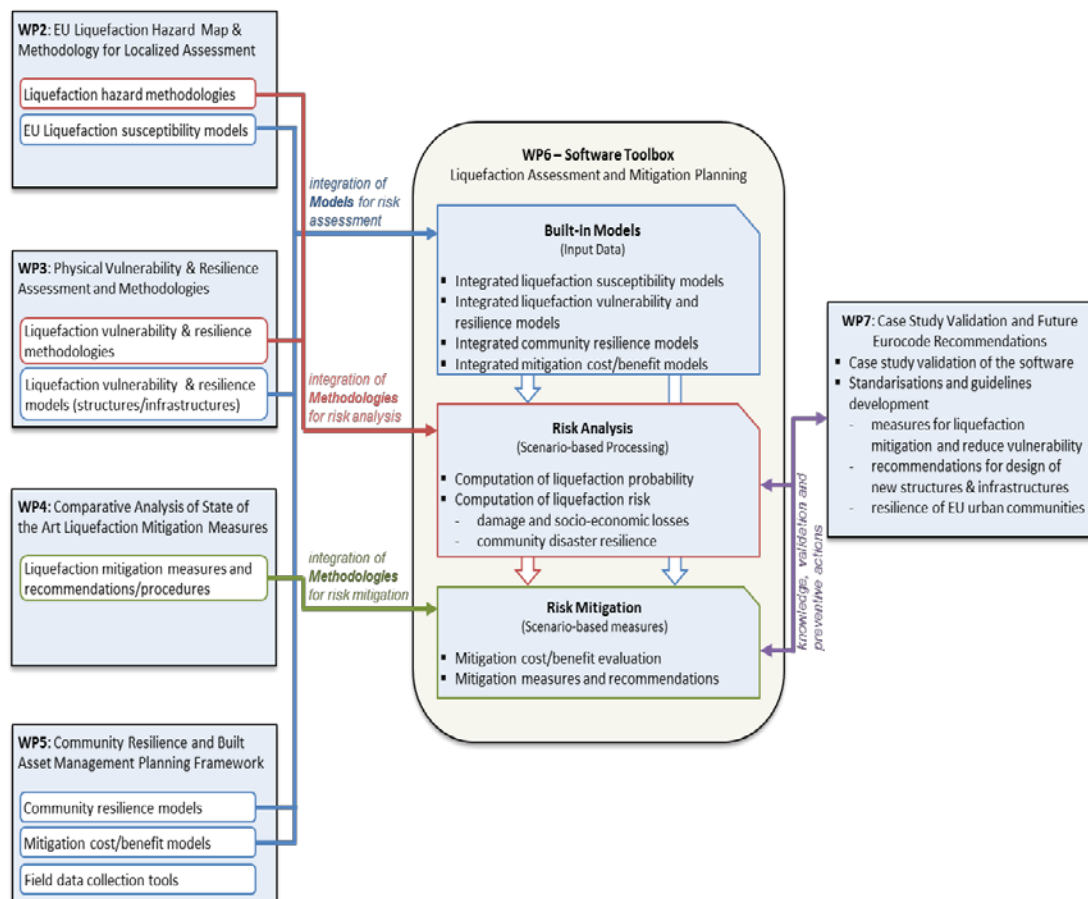 WP2: EU Liquefaction Hazard Map &
Methodology for Localized Assessment
Liquefaction hazard methodologies
EU Liquefaction susceptibility models
WP3: Physical Vulnerability & Resilience
Assessment and Methodologies
Liquefaction vulnerability & resilience
methodologies
Liquefaction vulnerability & resilience
models (structures/infrastructures)
WP4: Comparative Analysis of State of
the Art Liquefaction Mitigation Measures
Liquefaction mitigation measures and
recommendations/procedures
WP5: Community Resilience and Built
Asset Management Planning Framework
Community resilience models
Mitigation cost/benefit models
Field data collection tools
integration of
Models for risk
assessment
integration of
Methodologies
for risk analysis
integration of
Methodologies
for risk mitigation
WP6 – Software Toolbox
Liquefaction Assessment and Mitigation Planning
Built-in Models
(Input Data)
▪ Integrated liquefaction susceptibility models
▪ Integrated liquefaction vulnerability and
resilience models
▪ Integrated community resilience models
▪ Integrated mitigation cost/benefit models
Risk Analysis
(Scenario-based Processing)
▪ Computation of liquefaction probability
▪ Computation of liquefaction risk
- damage and socio-economic losses
- community disaster resilience
Risk Mitigation
(Scenario-based measures)
▪ Mitigation cost/benefit evaluation
▪ Mitigation measures and recommendations
knowledge, validation and
preventive actions
WP7: Case Study Validation and Future
Eurocode Recommendations
▪ Case study validation of the software
▪ Standarisations and guidelines
development
- measures for liquefaction
mitigation and reduce vulnerability
- recommendations for design of
new structures & infrastructures
- resilience of EU urban communities